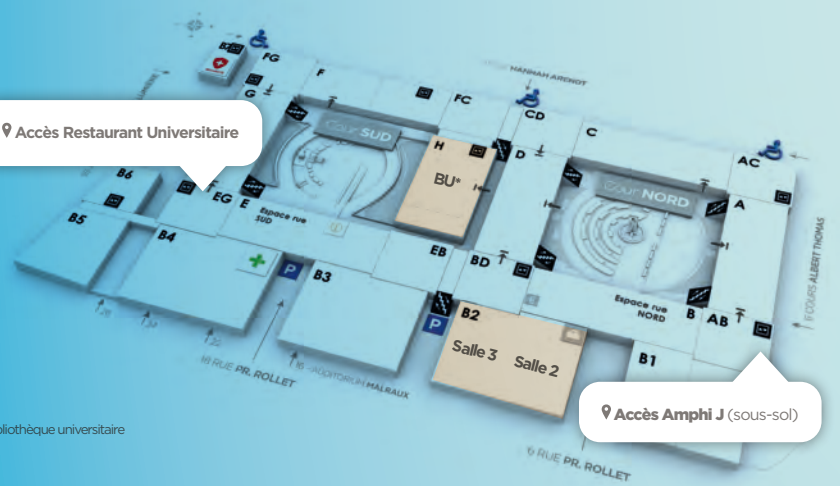 FG
F
FC
HANNAH ARENDT
CD
C
AC
G
Cour SUD
H
BU*
D
Cour NORD
A
Accès Restaurant Universitaire
B6
B5
EG
E
Espace rue
SUD
B4
EB
BD
B3
B2
Salle 3
Salle 2
Espace rue
NORD
B
AB
B1
COURS ALBERT THOMAS
P
P
18 RUE PR. ROLLET
16 - AUDITORIUM MALRAUX
6 RUE PR. ROLLET
Accès Amphi J (sous-sol)
bliothèque universitaire